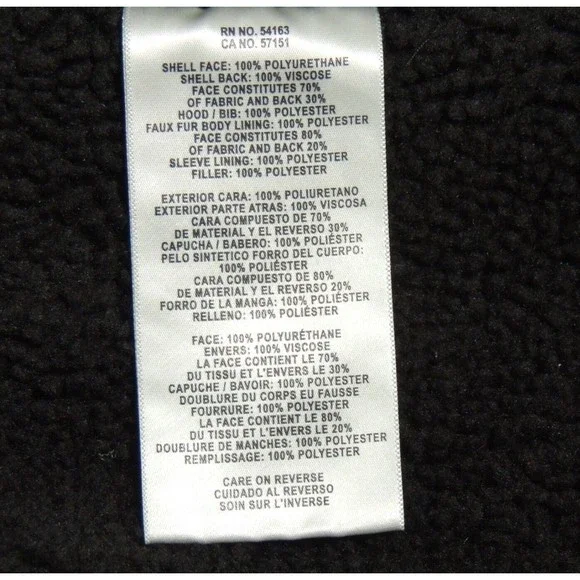 RN NO. 54163
CA NO. 57151
SHELL FACE: 100% POLYURETHANE
SHELL BACK: 100% VISCOSE
FACE CONSTITUTES 70%
OF FABRIC AND BACK 30%
HOOD / BIB: 100% POLYESTER
FAUX FUR BODY LINING: 100% POLYESTER
FACE CONSTITUTES 80%
OF FABRIC AND BACK 20%
SLEEVE LINING: 100% POLYESTER
FILLER: 100% POLYESTER
EXTERIOR CARA: 100% POLIURETANO
EXTERIOR PARTE ATRAS: 100% VISCOSA
CARA COMPUESTO DE 70%
DE MATERIAL Y EL REVERSO 30%
CAPUCHA / BABERO: 100% POLIÉSTER
PELO SINTETICO FORRO DEL CUERPO:
100% POLIÉSTER
CARA COMPUESTO DE 80%
DE MATERIAL Y EL REVERSO 20%
FORRO DE LA MANGA: 100% POLIÉSTER
RELLENO: 100% POLIÉSTER
FACE: 100% POLYURÉTHANE
ENVERS: 100% VISCOSE
LA FACE CONTIENT LE 70%
DU TISSU ET L'ENVERS LE 30%
CAPUCHE / BAVOIR: 100% POLYESTER
DOUBLURE DU CORPS EU FAUSSE
FOURRURE: 100% POLYESTER
LA FACE CONTIENT LE 80%
DU TISSU ET L'ENVERS LE 20%
DOUBLURE DE MANCHES: 100% POLYESTER
REMPLISSAGE: 100% POLYESTER
CARE ON REVERSE
CUIDADO AL REVERSO
SOIN SUR L'INVERSE